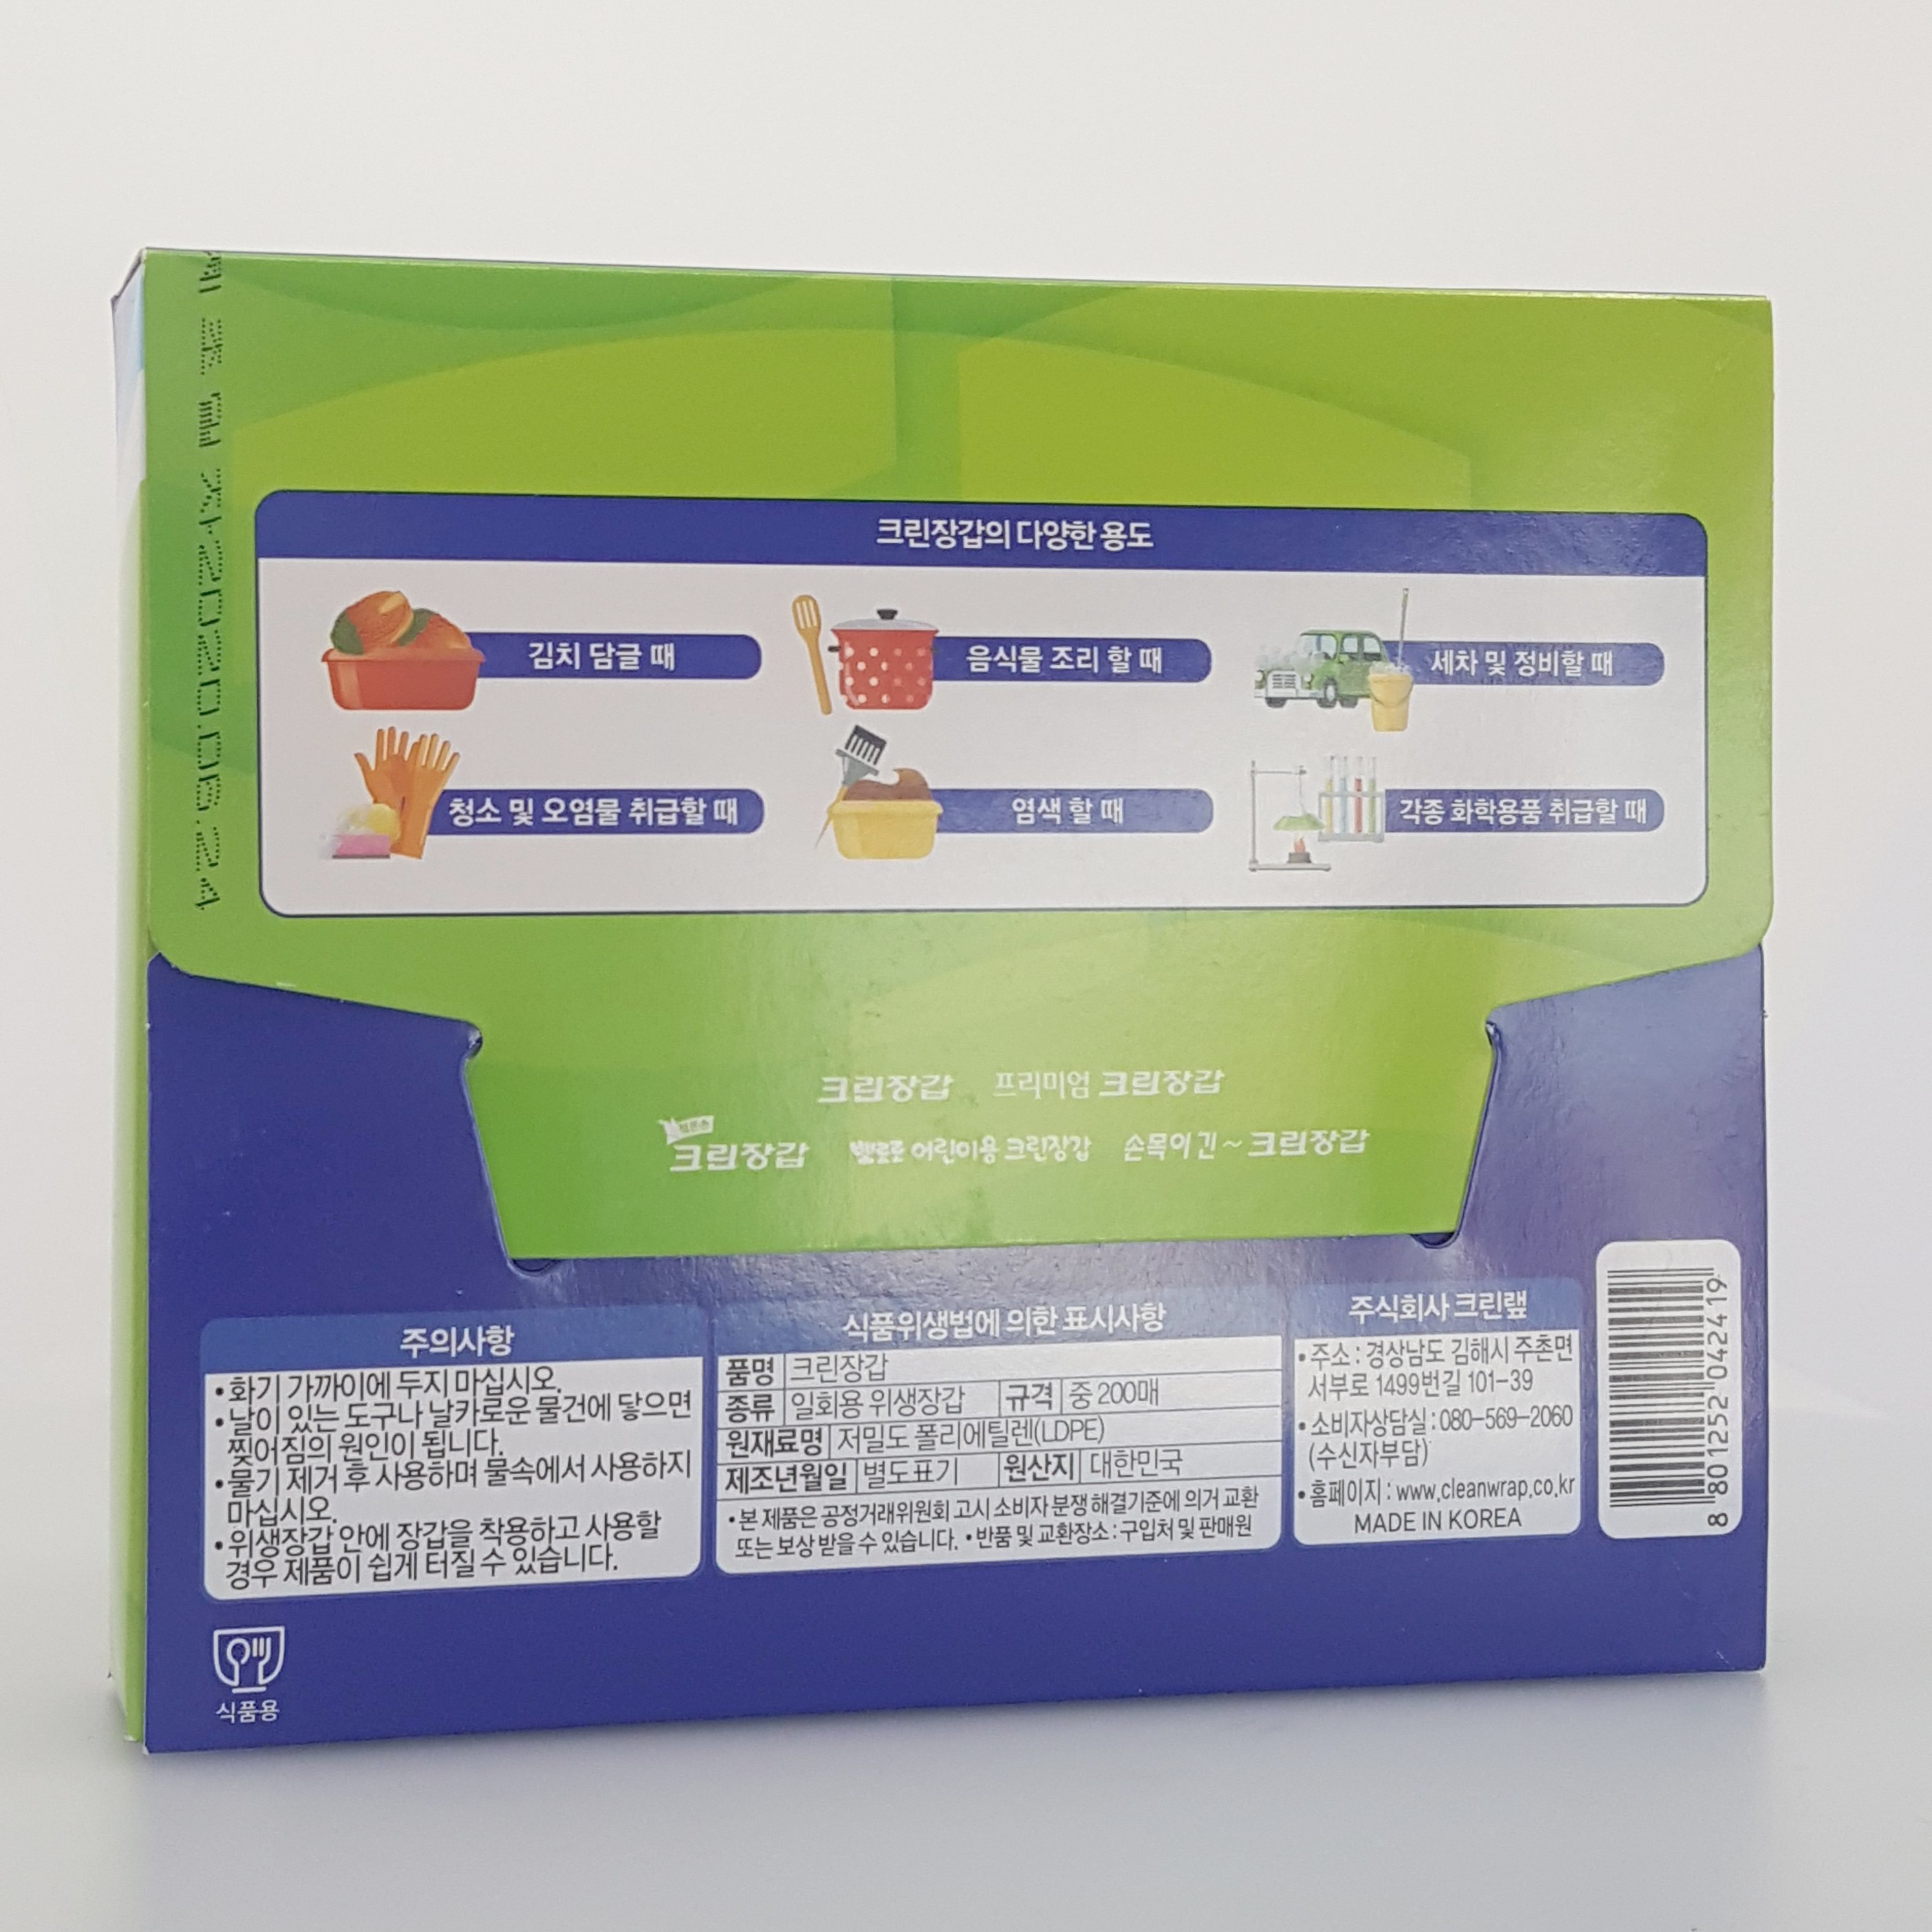 크린장갑의 다양한 용도
김치 담글 때
음식물 조리 할 때
세차 및 정비할 때
청소 및 오염물 취급할 때
염색 할 때
각종 화학용품 취급할 때
크린장갑 프리미엄 크린장갑
크린장갑 뽀로로 어린이용 크린장갑 손목이 긴~ 크린장갑
주의사항
• 화기 가까이에 두지 마십시오.
• 날이 있는 도구나 날카로운 물건에 닿으면
찢어짐의 원인이 됩니다.
• 물기 제거 후 사용하며 물속에서 사용하지
마십시오.
• 위생장갑 안에 장갑을 착용하고 사용할
경우 제품이 쉽게 터질 수 있습니다.
식품위생법에 의한 표시사항
품명 크린장갑
종류 일회용 위생장갑 규격 중 200매
원재료명 저밀도 폴리에틸렌(LDPE)
제조년월일 별도표기 원산지 대한민국
• 본 제품은 공정거래위원회 고시 소비자 분쟁 해결기준에 의거 교환
또는 보상 받을 수 있습니다. • 반품 및 교환장소 : 구입처 및 판매원
주식회사 크린랲
• 주소 : 경상남도 김해시 주촌면
서부로 1499번길 101-39
• 소비자상담실 : 080-569-2060
(수신자부담)
• 홈페이지 : www.cleanwrap.co.kr
MADE IN KOREA
8 801252 042419
식품용